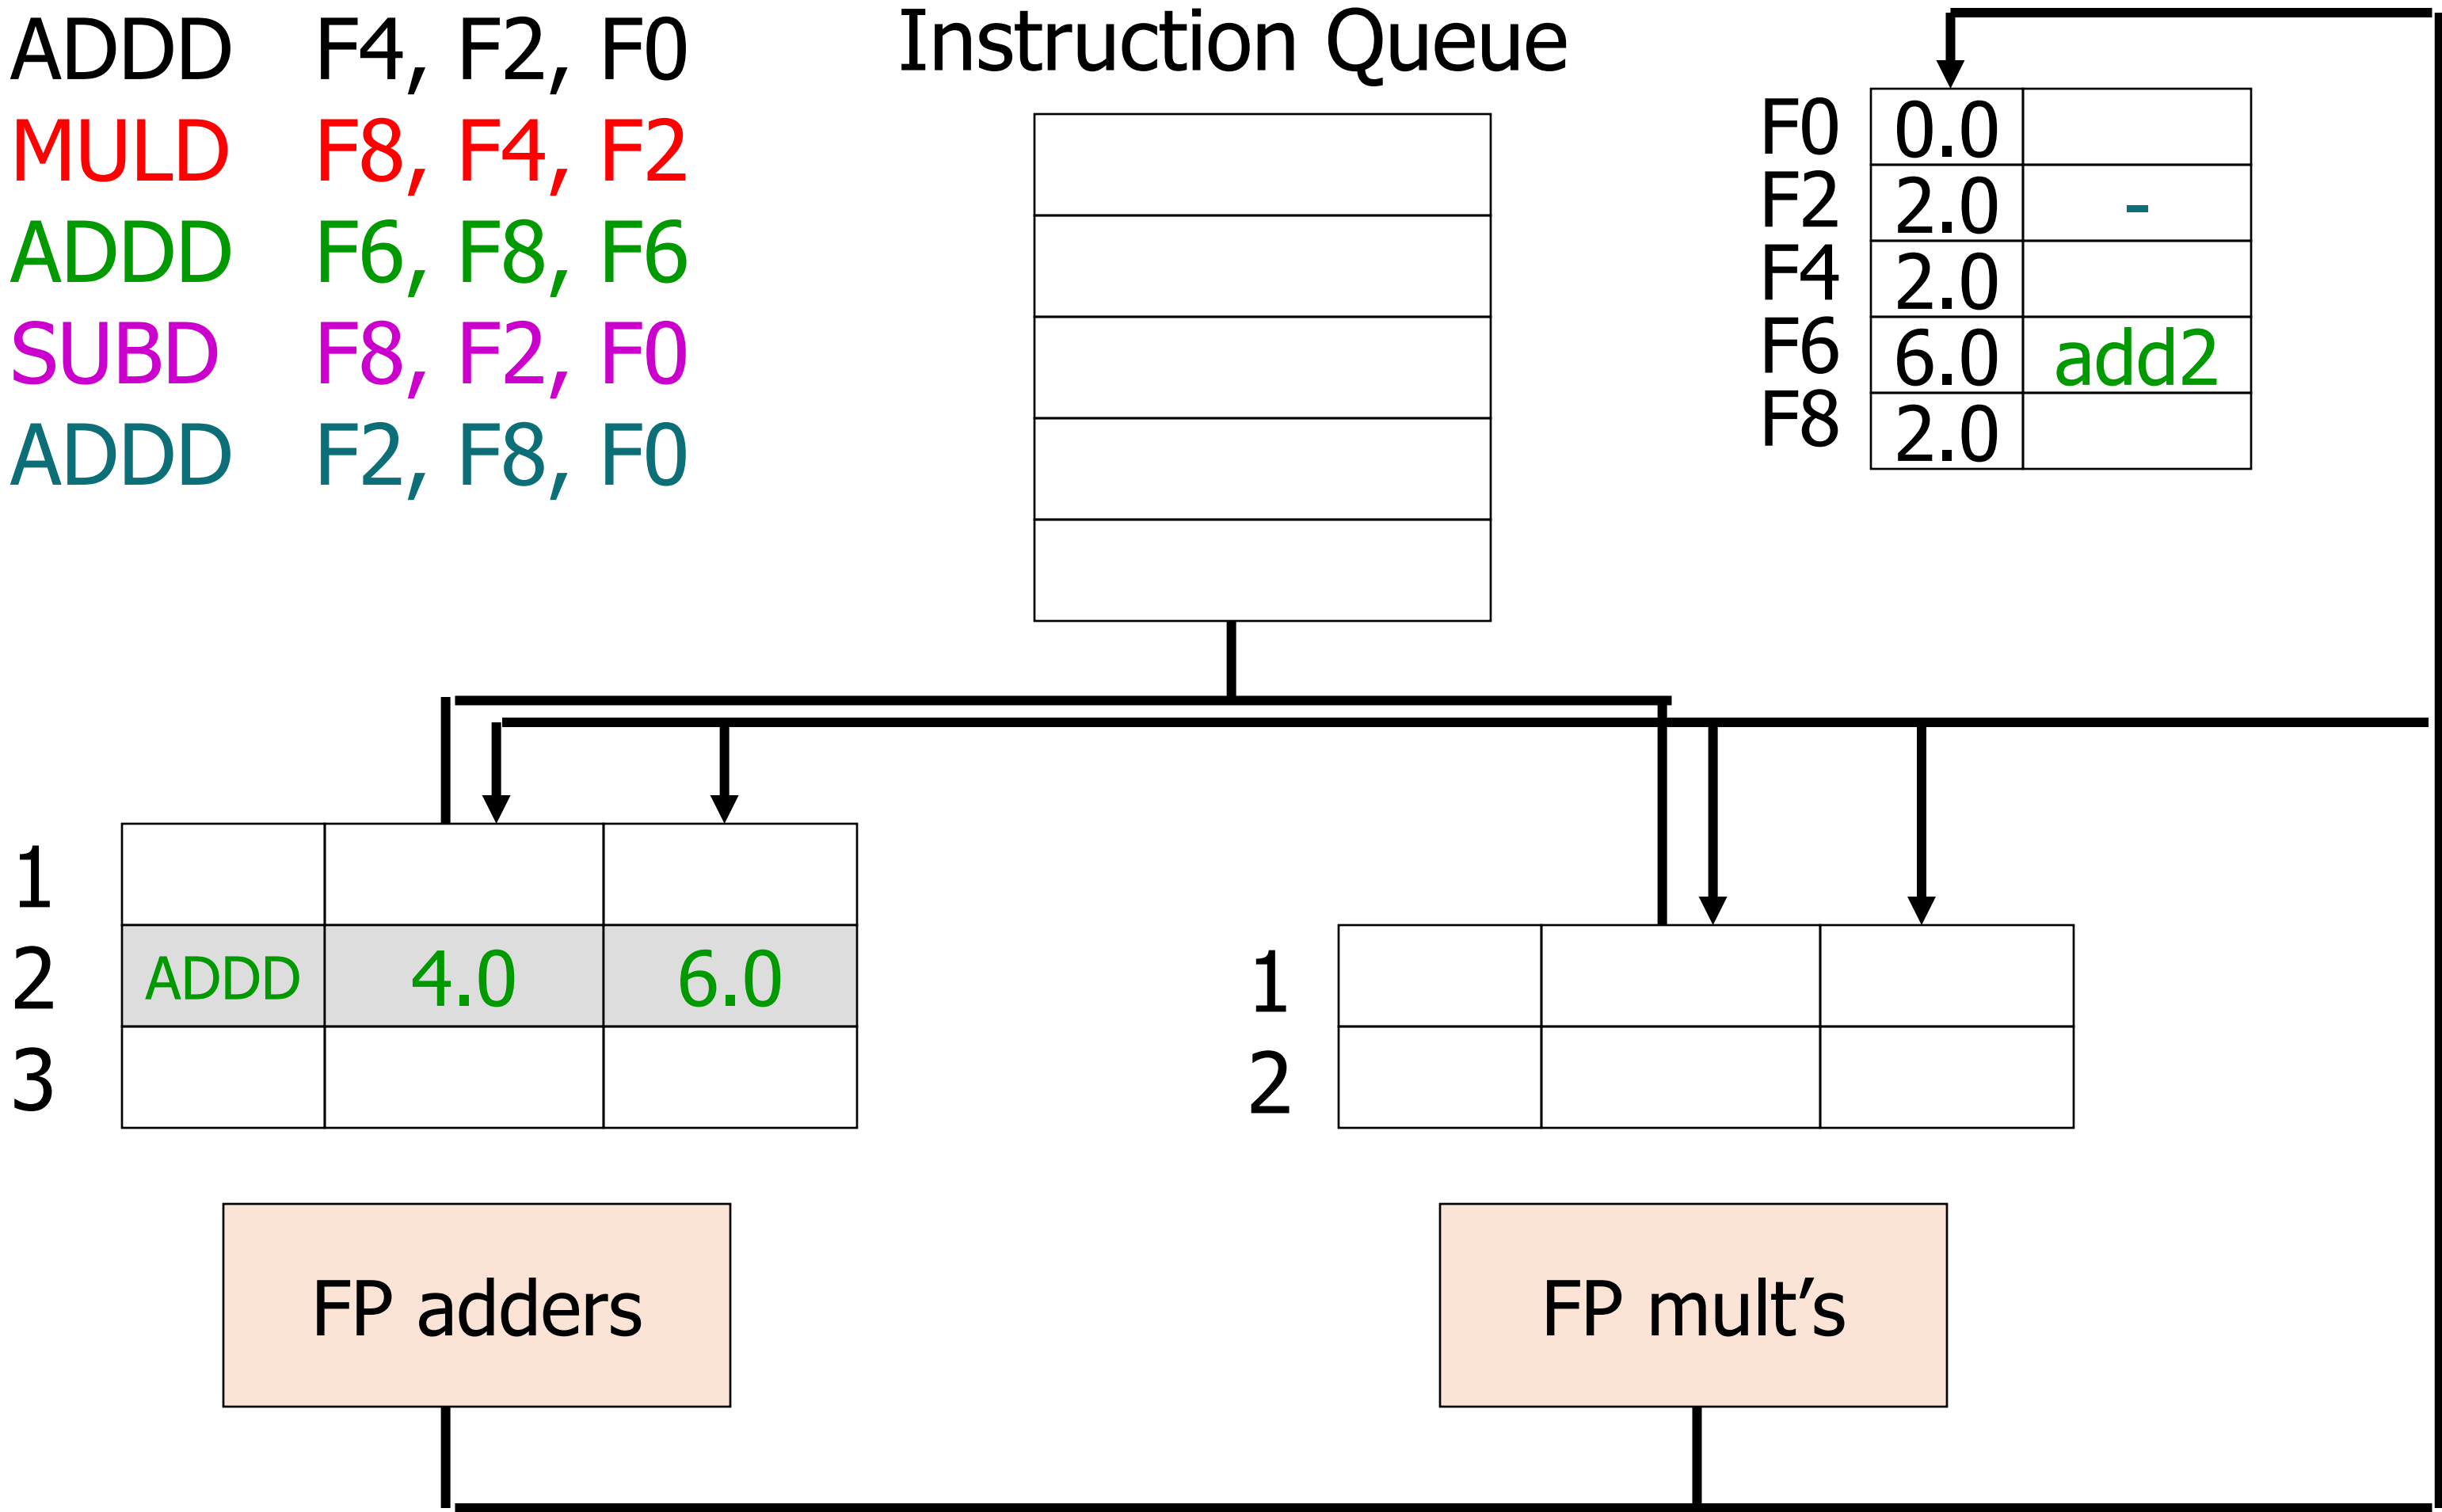 ADDD F4, F2, F0
MULD F8, F4, F2
ADDD F6, F8, F6
SUBD F8, F2, F0
ADDD F2, F8, F0
Instruction Queue
F0 0.0
F2 2.0 -
F4 2.0
F6 6.0 add2
F8 2.0
1
2 ADDD 4.0 6.0
3
1
2
FP adders
FP mult’s